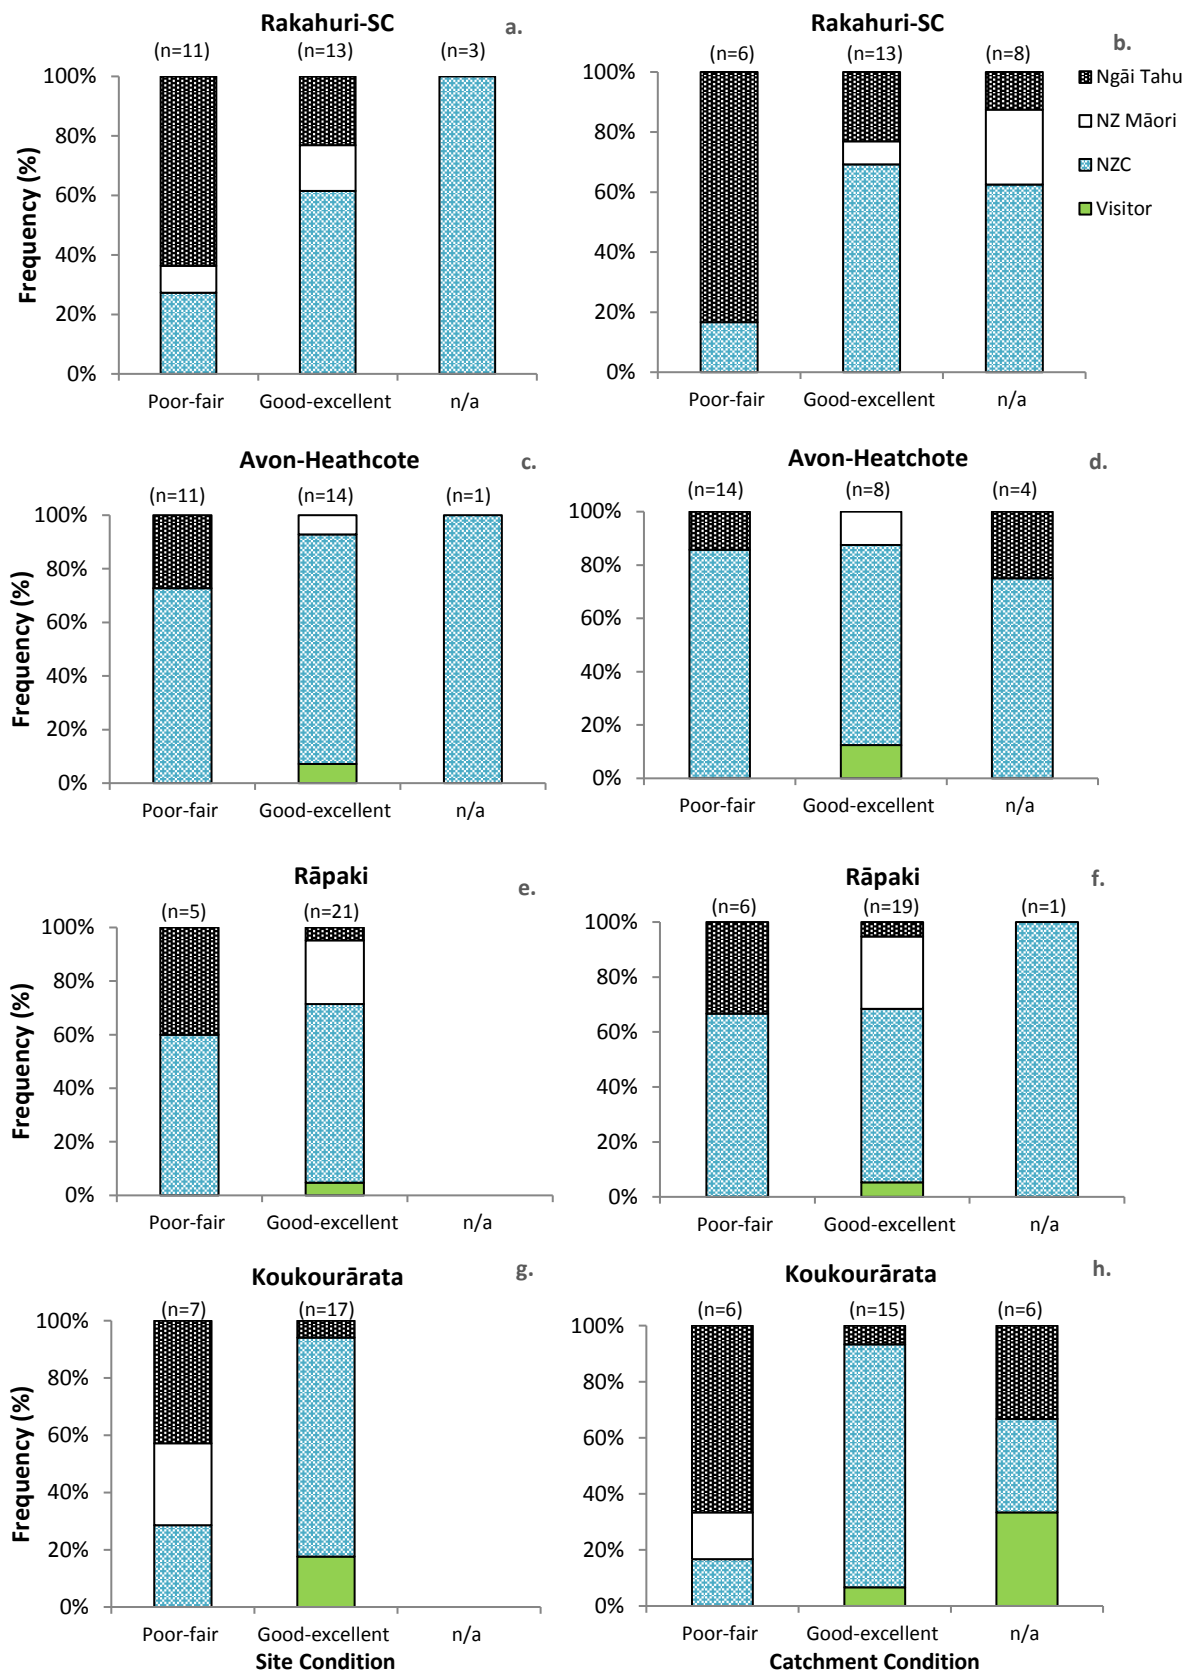 Rakahuri-SC
a.
(n=11) (n=13) (n=3)
100%
80%
60%
40%
20%
0%
Frequency (%)
Poor-fair Good-excellent n/a
Rakahuri-SC
b.
(n=6) (n=13) (n=8)
100%
80%
60%
40%
20%
0%
Poor-fair Good-excellent n/a
Ngāi Tahu
NZ Māori
NZC
Visitor
Avon-Heathcote
c.
(n=11) (n=14) (n=1)
100%
80%
60%
40%
20%
0%
Frequency (%)
Poor-fair Good-excellent n/a
Avon-Heatchote
d.
(n=14) (n=8) (n=4)
100%
80%
60%
40%
20%
0%
Poor-fair Good-excellent n/a
Rāpaki
e.
(n=5) (n=21)
100%
80%
60%
40%
20%
0%
Frequency (%)
Poor-fair Good-excellent n/a
Rāpaki
f.
(n=6) (n=19) (n=1)
100%
80%
60%
40%
20%
0%
Poor-fair Good-excellent n/a
Koukourārata
g.
(n=7) (n=17)
100%
80%
60%
40%
20%
0%
Frequency (%)
Poor-fair Good-excellent n/a
Site Condition
Koukourārata
h.
(n=6) (n=15) (n=6)
100%
80%
60%
40%
20%
0%
Poor-fair Good-excellent n/a
Catchment Condition